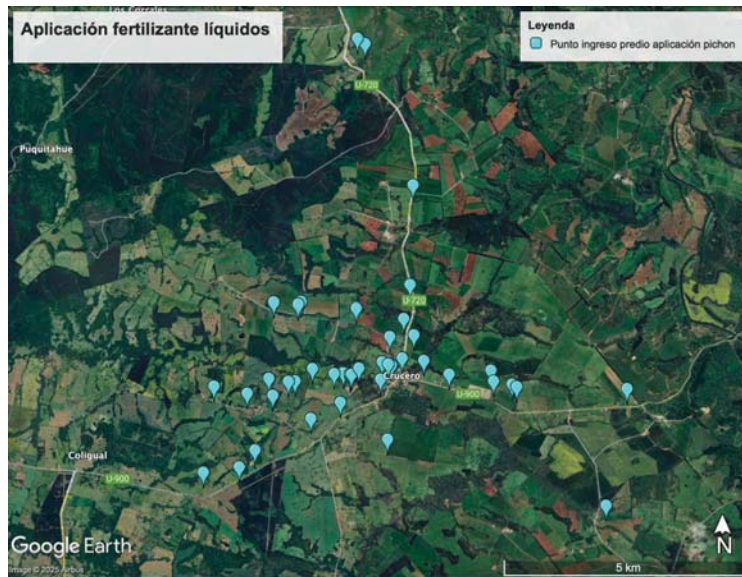 Los Corrales
Aplicación fertilizante líquidos
Leyenda
Punto ingreso predio aplicación pichon
U-720
Puquitahue
U-720
Crucero
U-900
Coligual
U-900
Google Earth
Image © 2025 Airbus
5 km
N